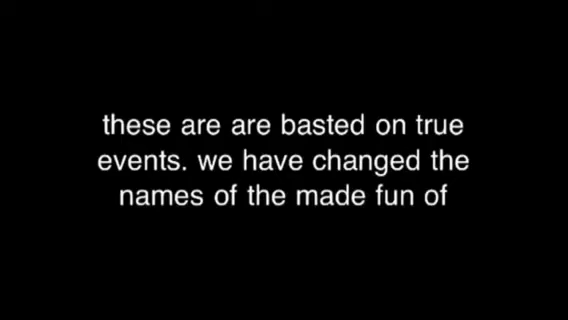 these are are basted on true
events. we have changed the
names of the made fun of